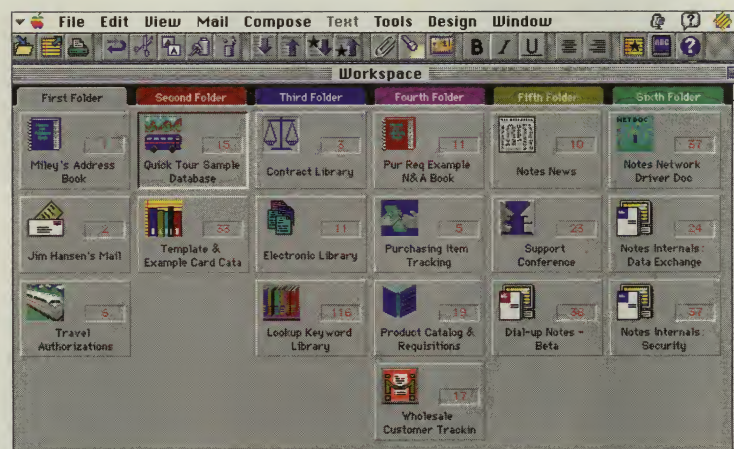 File Edit View Mail Compose Text Tools Design Window
B I U
Workspace
First Folder Second Folder Third Folder Fourth Folder Fifth Folder Sixth Folder
1 15 3 11 10 37
Miley's Address Quick Tour Sample Contract Library Pur Req Example Notes News Notes Network
Book Database N&A Book Driver Doc
2 33 11 5 23 24
Jim Hansen's Mail Template & Electronic Library Purchasing Item Support Notes Internals:
Example Card Cata Tracking Conference Data Exchange
116 19 37
Travel Lookup Keyword Product Catalog & Dial-up Notes - Notes Internals:
Authorizations Library Requisitions Beta Security
17
Wholesale
Customer Trackin